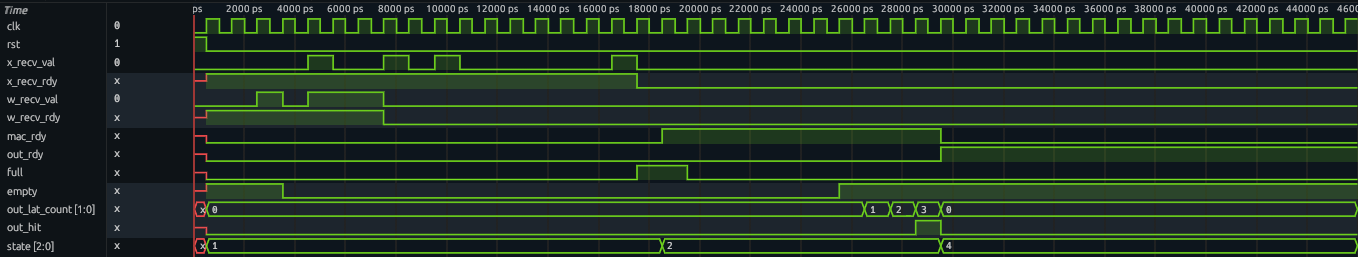 Time ps 2000 ps 4000 ps 6000 ps 8000 ps 10000 ps 12000 ps 14000 ps 16000 ps 18000 ps 20000 ps 22000 ps 24000 ps 26000 ps 28000 ps 30000 ps 32000 ps 34000 ps 36000 ps 38000 ps 40000 ps 42000 ps 44000 ps 4600
clk 0
rst 1
x_recv_val 0
x_recv_rdy x
w_recv_val 0
w_recv_rdy x
mac_rdy x
out_rdy x
full x
empty x
out_lat_count [1:0] x x 0 1 2 3 0
out_hit x
state [2:0] x x 1 2 4